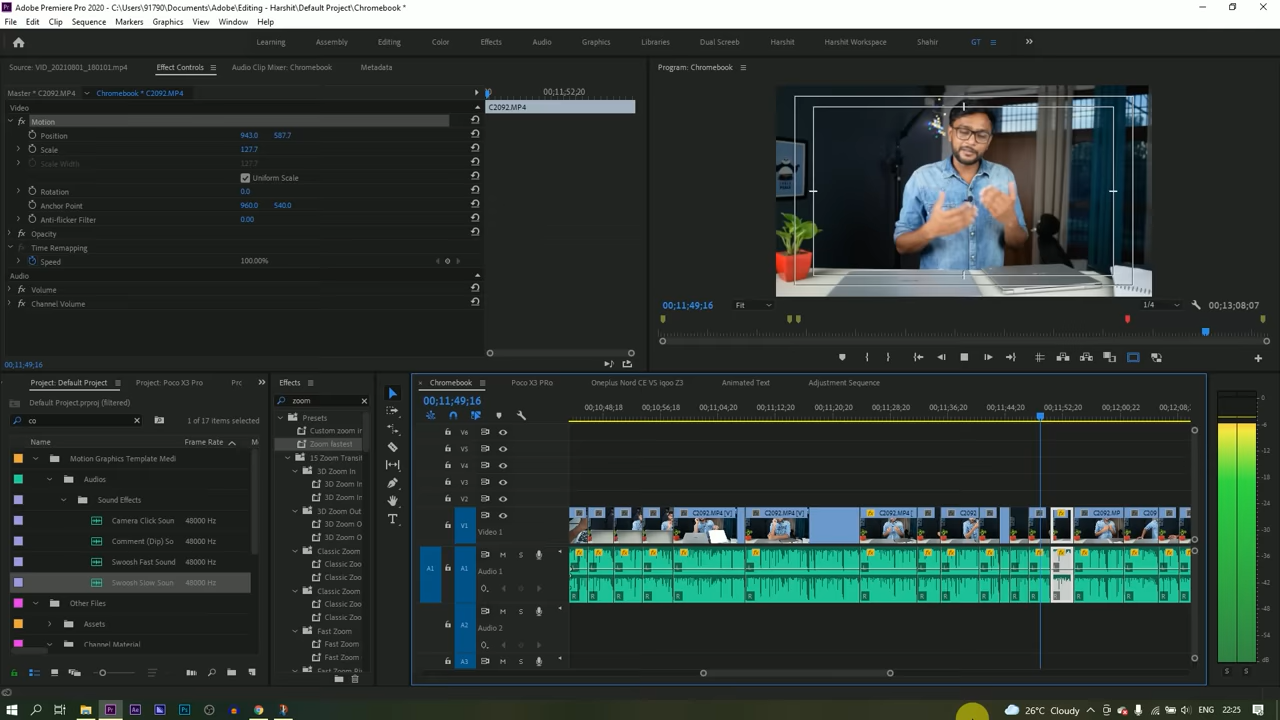 Adobe Premiere Pro 2020 - C:\Users\91790\Documents\Adobe\Editing - Harshit\Default Project\Chromebook *
File Edit Clip Sequence Markers Graphics View Window Help
Learning Assembly Editing Color Effects Audio Graphics Libraries Dual Screeb Harshit Harshit Workspace Shahir GT
Source: VID_20210801_180101.mp4 Effect Controls Audio Clip Mixer: Chromebook Metadata
Program: Chromebook
Master * C2092.MP4 Chromebook * C2092.MP4
00;11;52;20
Video
C2092.MP4
fx Motion
Position 943.0 587.7
Scale 127.7
Scale Width 127.7
Uniform Scale
Rotation 0.0
Anchor Point 960.0 540.0
Anti-flicker Filter 0.00
fx Opacity
Time Remapping
Speed 100.00%
Audio
fx Volume
fx Channel Volume
00;11;49;16
00;11;49;16 Fit 1/4 00;13;08;07
Project: Default Project Project: Poco X3 Pro Prc
Default Project.prproj (filtered)
co
1 of 17 items selected
Name Frame Rate M
Motion Graphics Template Medi
Audios
Sound Effects
Camera Click Soun 48000 Hz
Comment (Dip) So 48000 Hz
Swoosh Fast Sound 48000 Hz
Swoosh Slow Soun 48000 Hz
Other Files
Assets
Channel Material
Effects
zoom
Presets
Custom zoom in
Zoom fastest
15 Zoom Transit
3D Zoom In
3D Zoom In
3D Zoom In
3D Zoom Out
3D Zoom O
3D Zoom O
Classic Zoom
Classic Zoom
Classic Zoom
Classic Zoom
Classic Zoom
Classic Zoom
Fast Zoom
Fast Zoom
Fast Zoom
Chromebook Poco X3 PRo Oneplus Nord CE VS iqoo Z3 Animated Text Adjustment Sequence
00;11;49;16
00;10;48;18 00;10;56;18 00;11;04;20 00;11;12;20 00;11;20;20 00;11;28;20 00;11;36;20 00;11;44;20 00;11;52;20 00;12;00;22 00;12;08;
V6
V5
V4
V3
V2
V1 Video 1
C2092.MP4 [V] C2092.MP4 [V] C2092.MP4 [ C2092 C2092.MP C2092
A1 A1 M S
Audio 1
A2 M S
Audio 2
A3 M S
S S
26°C Cloudy ENG 22:25